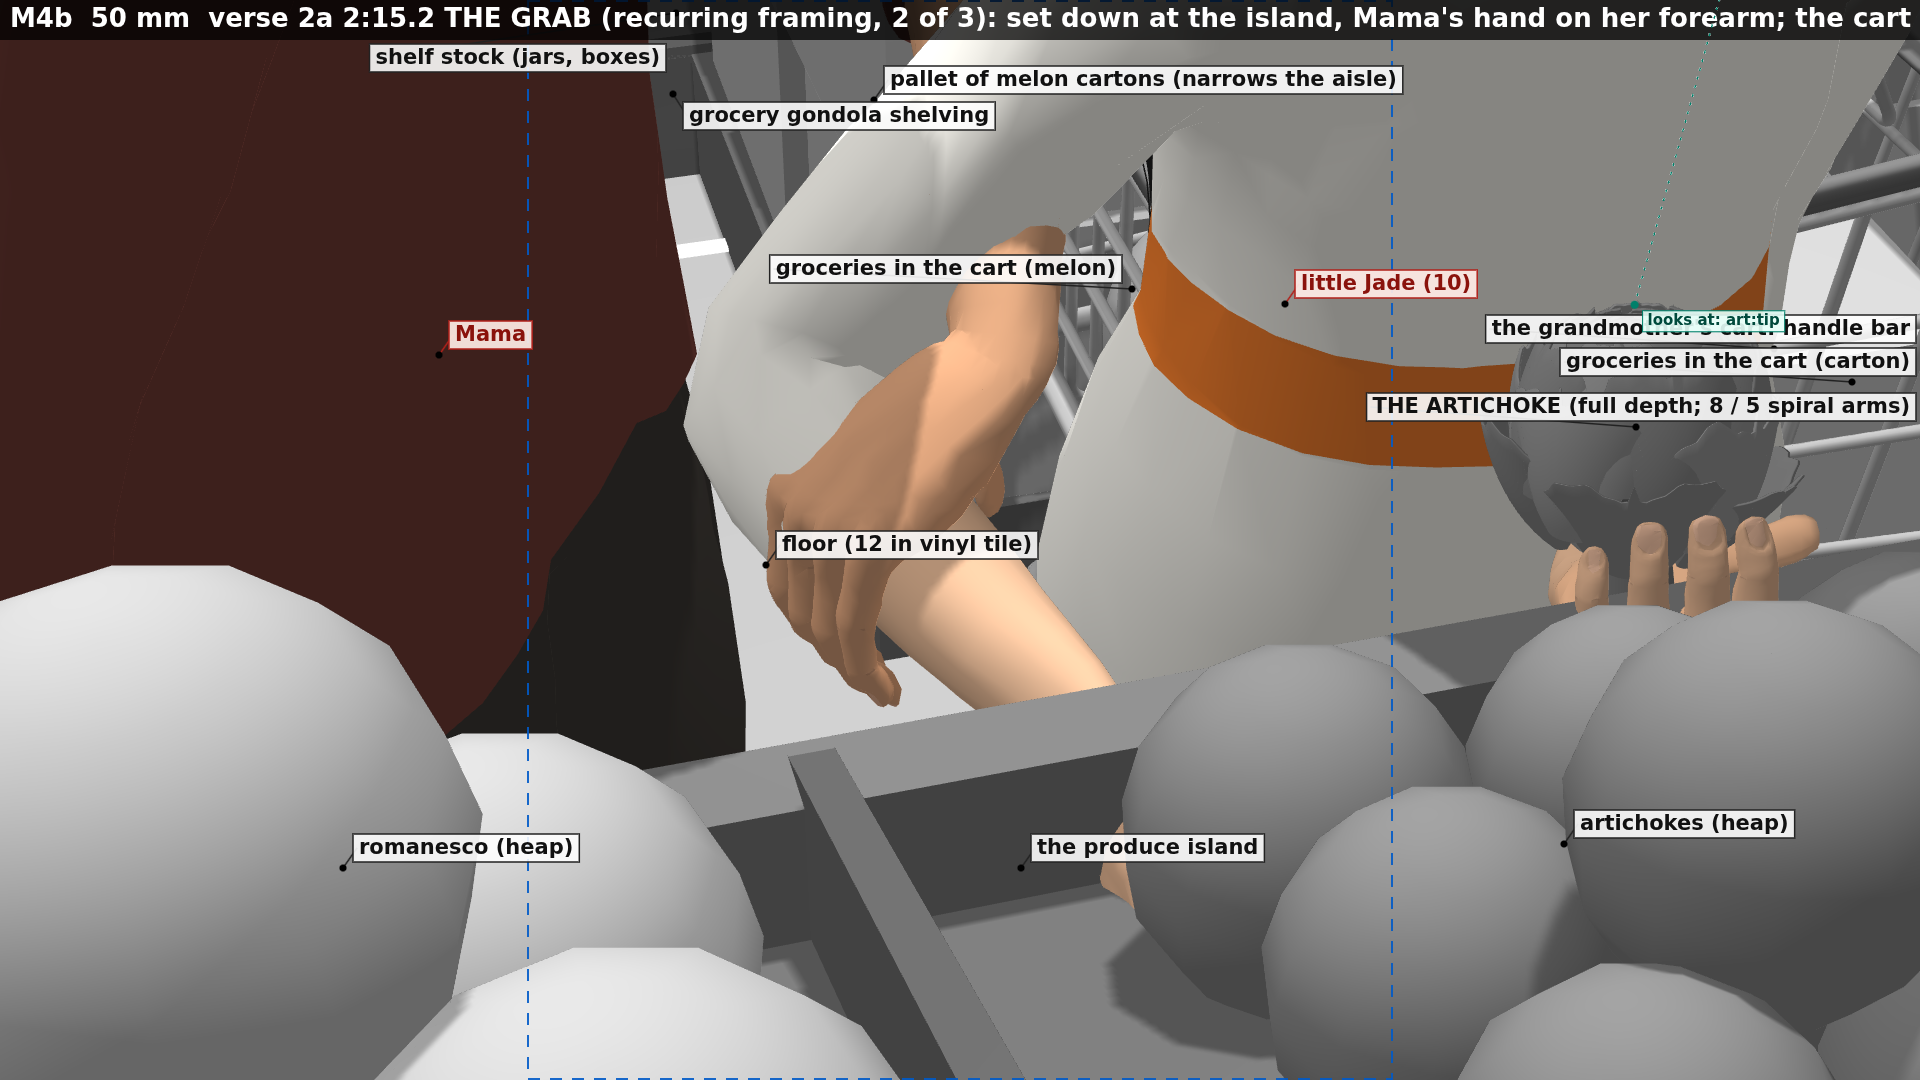 M4b  50 mm  verse 2a 2:15.2 THE GRAB (recurring framing, 2 of 3): set down at the island, Mama's hand on her forearm; the cart
shelf stock (jars, boxes)
pallet of melon cartons (narrows the aisle)
grocery gondola shelving
groceries in the cart (melon)
little Jade (10)
looks at: art:tip
the grandmother's cart: handle bar
Mama
groceries in the cart (carton)
THE ARTICHOKE (full depth; 8 / 5 spiral arms)
floor (12 in vinyl tile)
artichokes (heap)
romanesco (heap)
the produce island